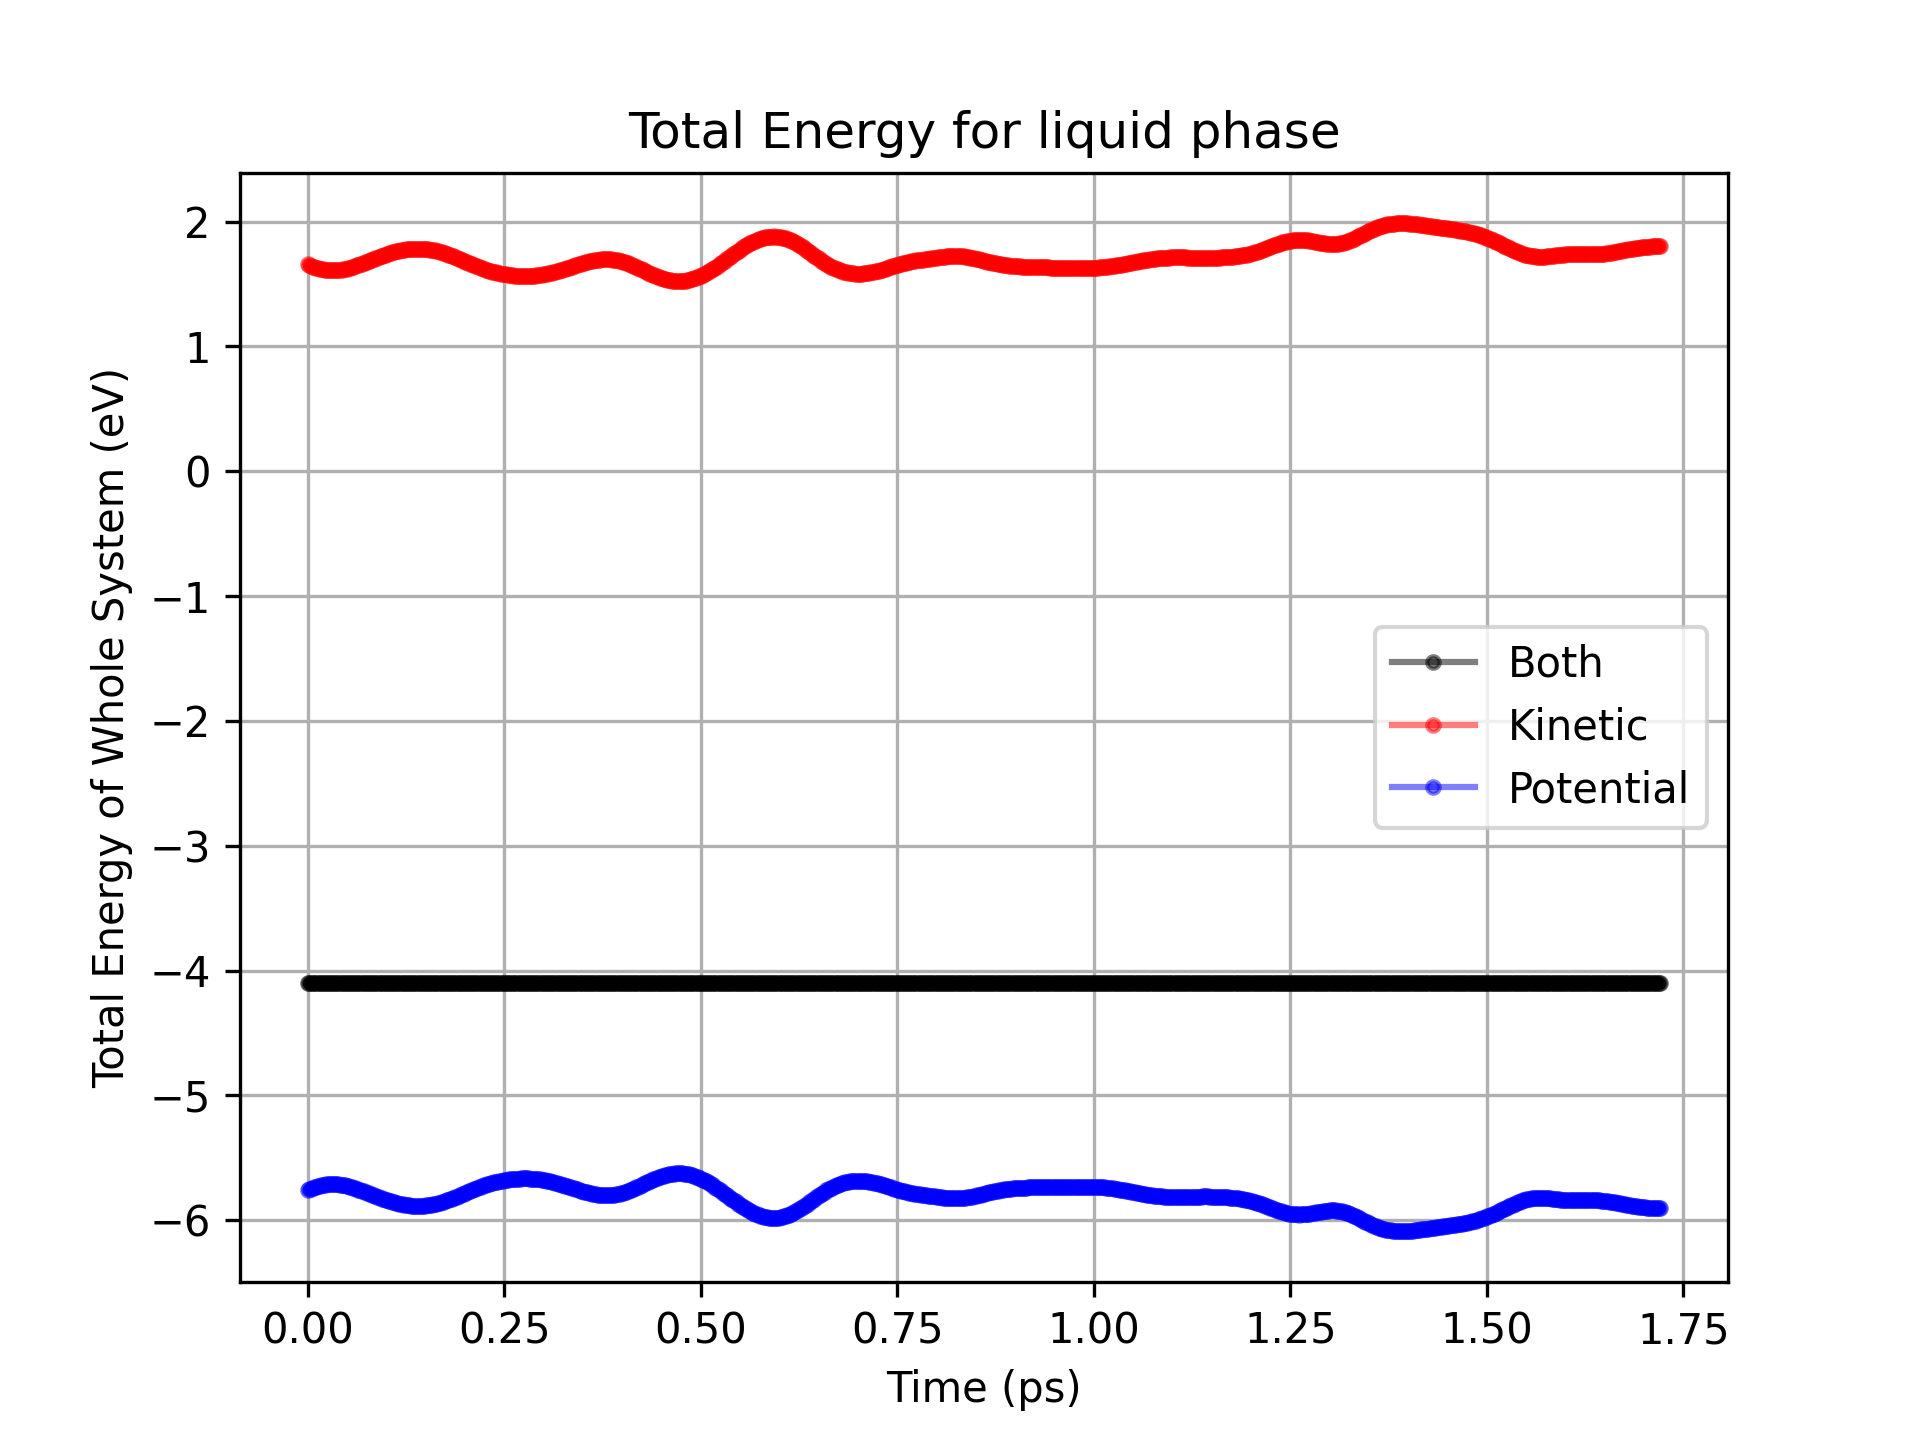 Total Energy for liquid phase
Total Energy of Whole System (eV)
2
1
0
−1
−2
−3
−4
−5
−6
Both
Kinetic
Potential
0.00 0.25 0.50 0.75 1.00 1.25 1.50 1.75
Time (ps)